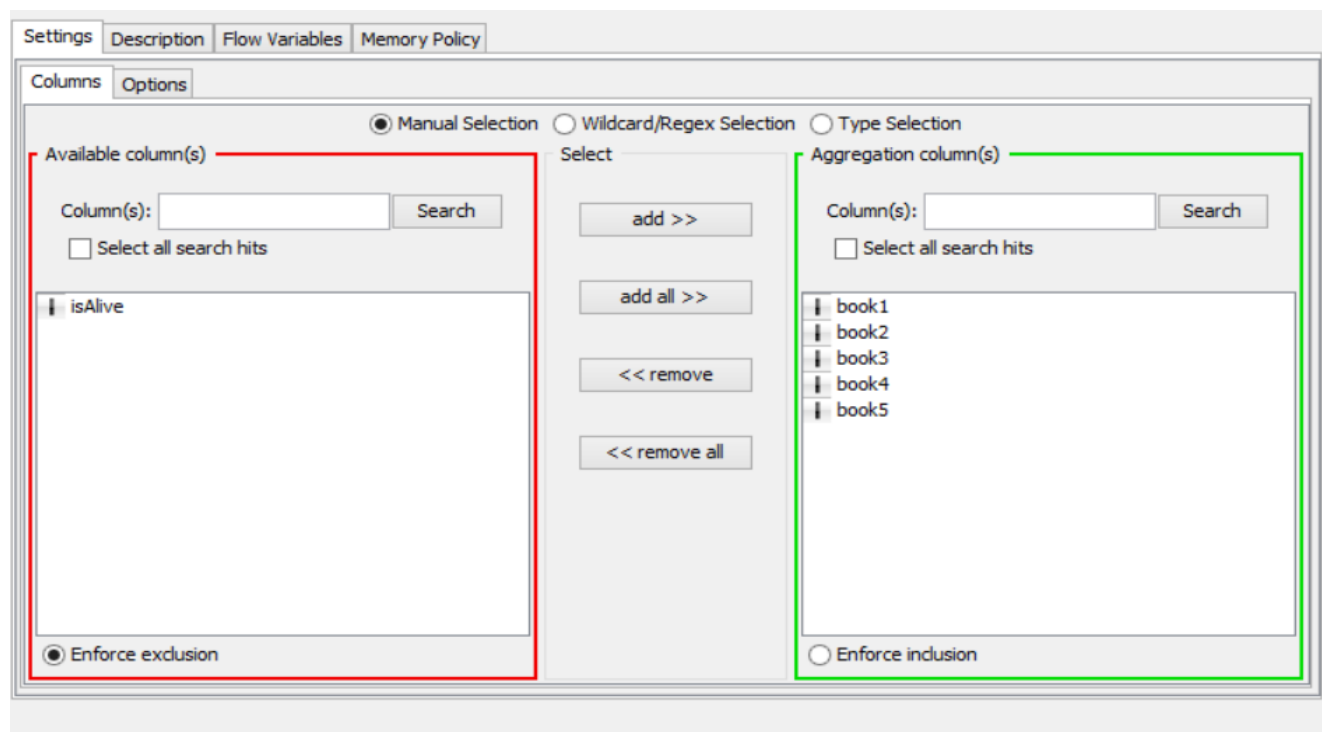 Settings Description Flow Variables Memory Policy
Columns Options
Manual Selection Wildcard/Regex Selection Type Selection
Available column(s) Select Aggregation column(s)
Column(s): Search add >> Column(s): Search
Select all search hits Select all search hits
isAlive add all >> book1
book2
book3
<< remove book4
book5
<< remove all
Enforce exclusion Enforce inclusion